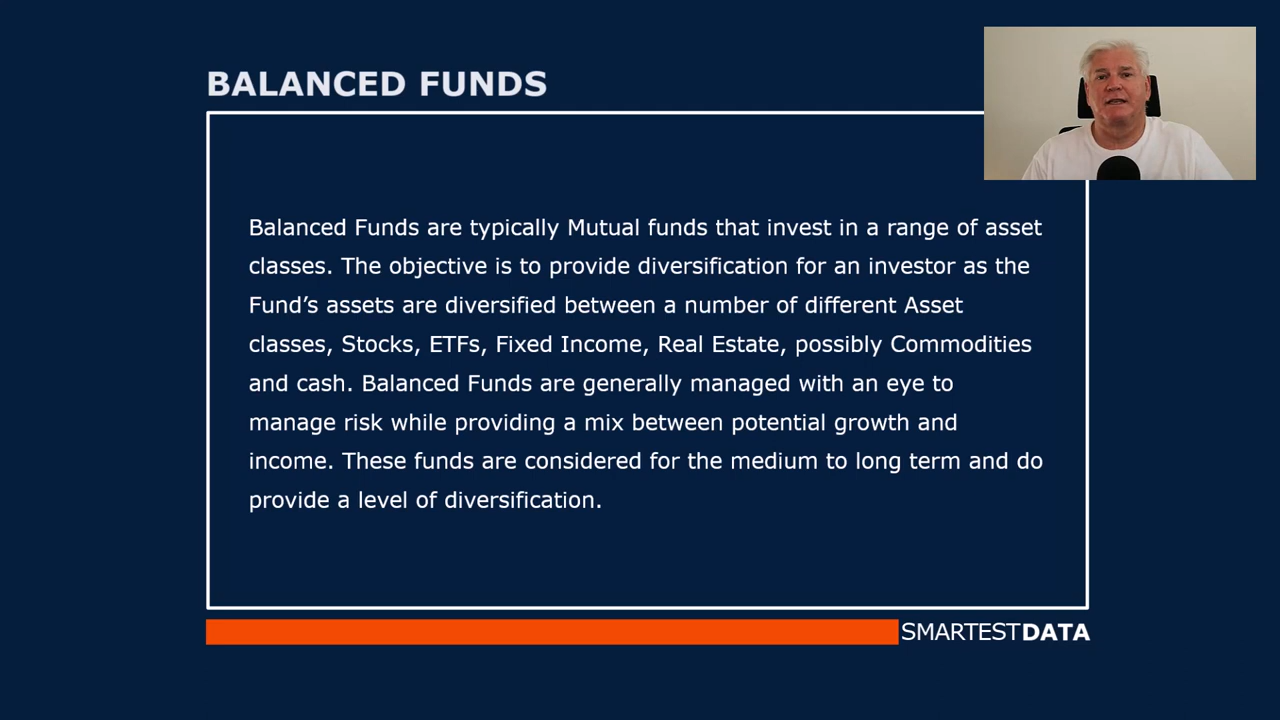 BALANCED FUNDS
Balanced Funds are typically Mutual funds that invest in a range of asset
classes. The objective is to provide diversification for an investor as the
Fund’s assets are diversified between a number of different Asset
classes, Stocks, ETFs, Fixed Income, Real Estate, possibly Commodities
and cash. Balanced Funds are generally managed with an eye to
manage risk while providing a mix between potential growth and
income. These funds are considered for the medium to long term and do
provide a level of diversification.
SMARTESTDATA